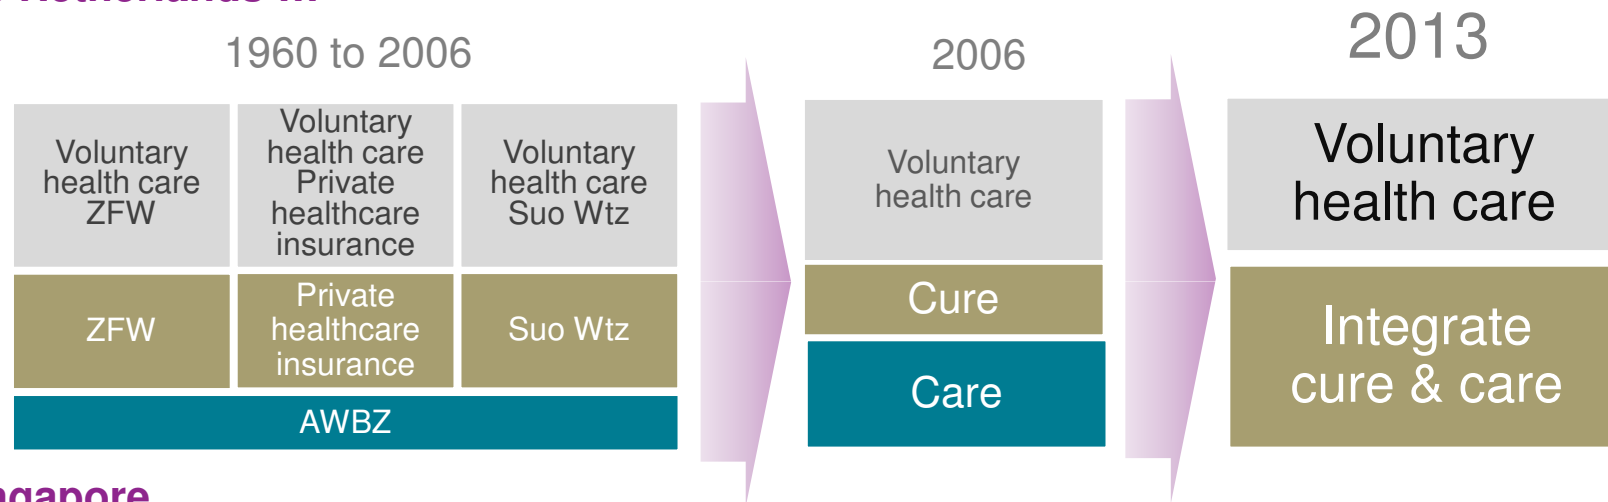 Netherlands ...
1960 to 2006
2006
2013
Voluntary
health care
ZFW
Voluntary
health care
Private
healthcare
insurance
Voluntary
health care
Suo Wtz
ZFW
Private
healthcare
insurance
Suo Wtz
AWBZ
Voluntary
health care
Cure
Care
Voluntary
health care
Integrate
cure & care
ngapore